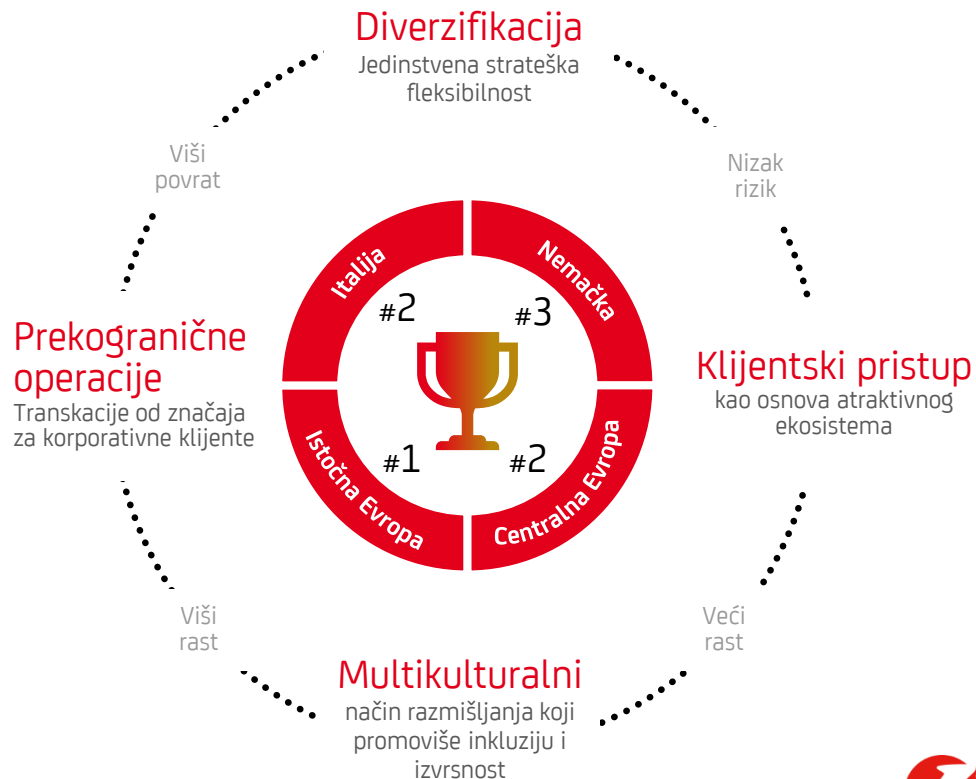 Diverzifikacija
Jedinstvena strateška
fleksibilnost
Viši
povrat
Nizak
rizik
Italija
Nemačka
#2
#3
Prekogranične
operacije
Transkacije od značaja
za korporativne klijente
Klijentski pristup
kao osnova atraktivnog
ekosistema
#1
#2
Istočna Evropa
Centralna Evropa
Viši
rast
Veći
rast
Multikulturalni
način razmišljanja koji
promoviše inkluziju i
izvrsnost